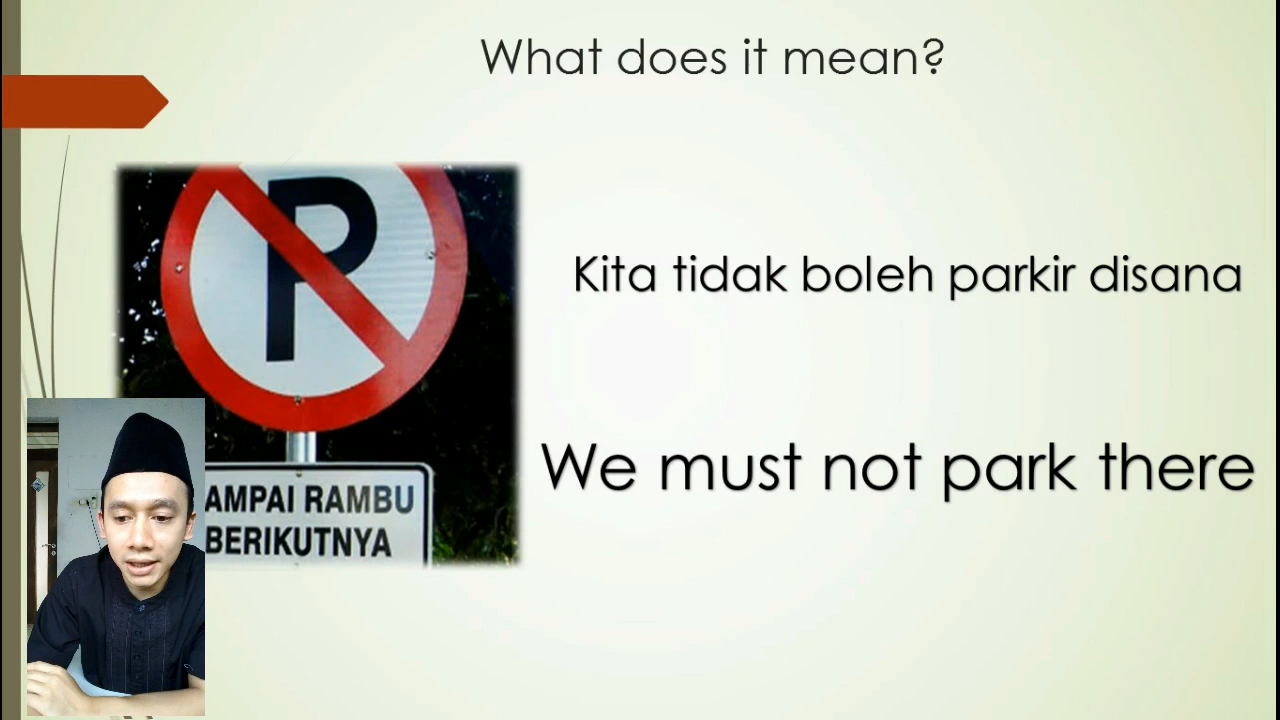 What does it mean?
P
Kita tidak boleh parkir disana
We must not park there
AMPAI RAMBU
BERIKUTNYA